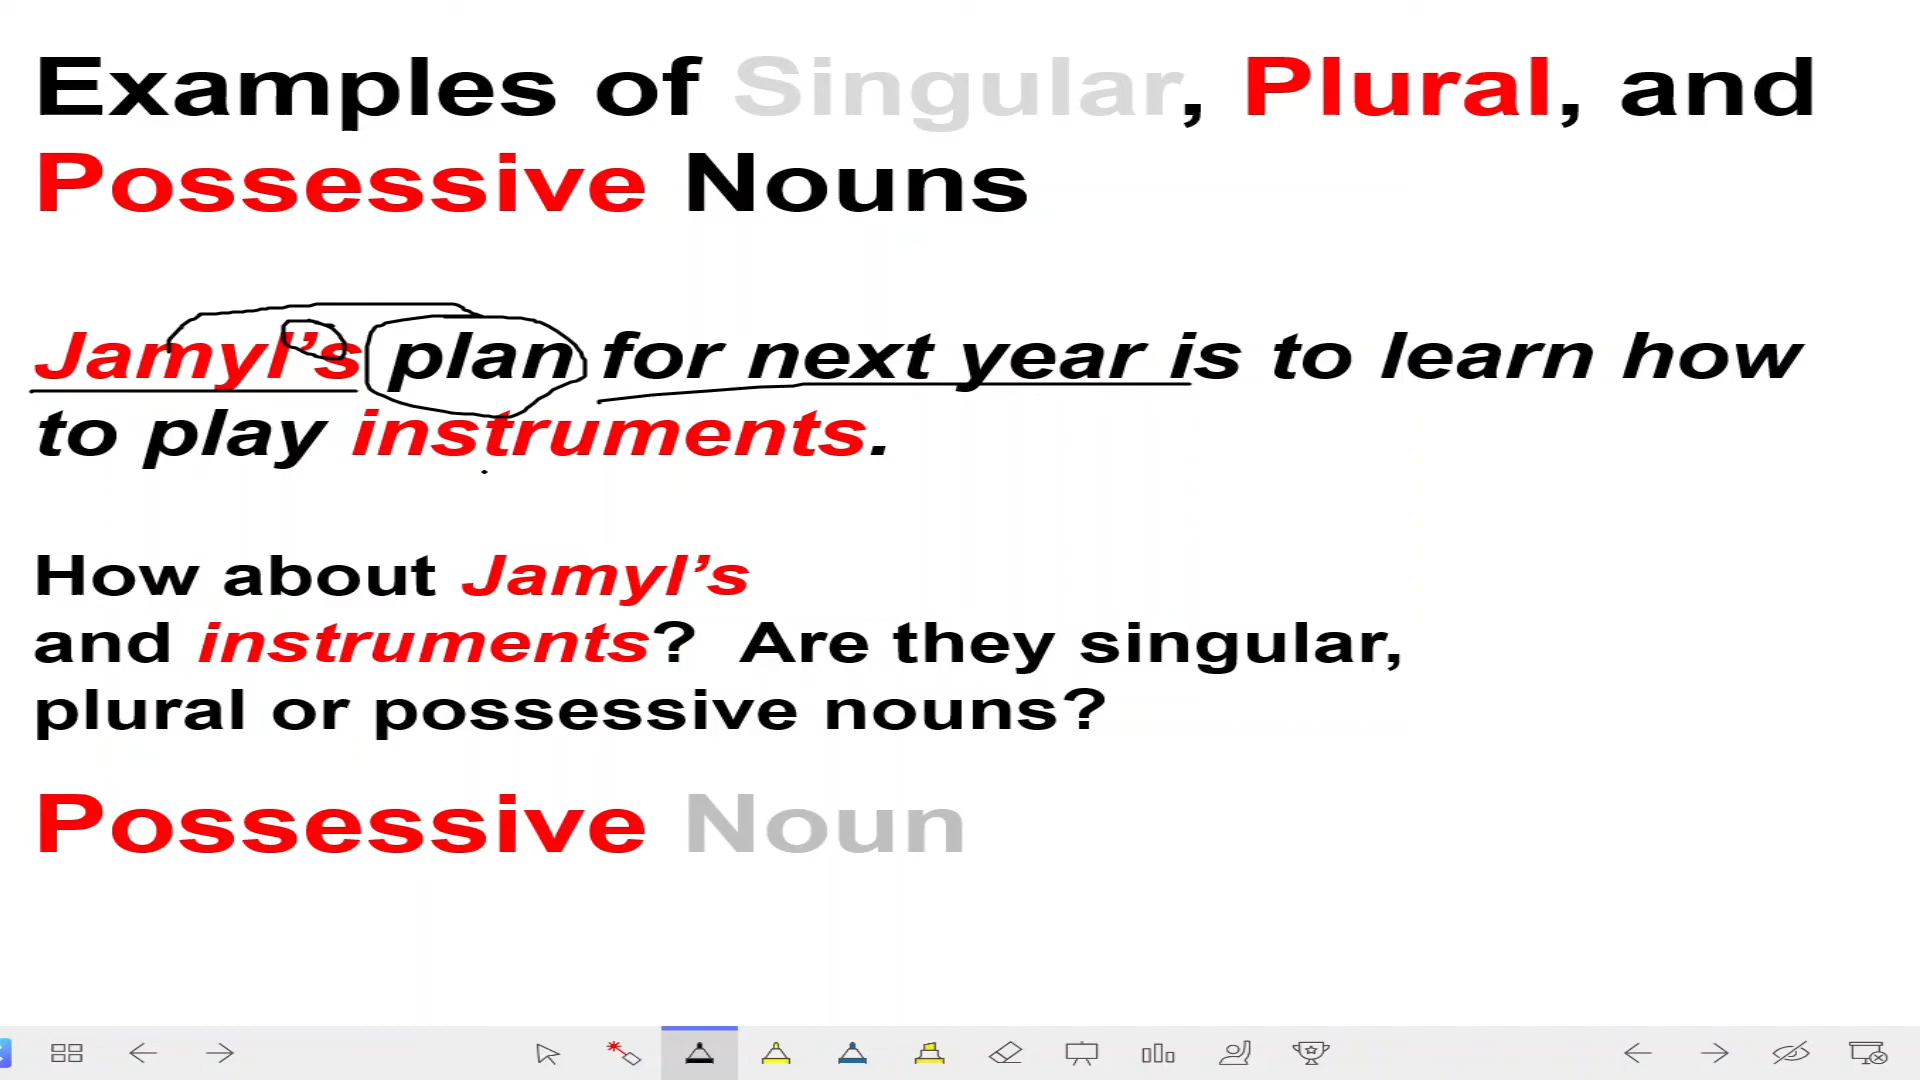 Examples of Singular, Plural, and
Possessive Nouns
Jamyl’s plan for next year is to learn how
to play instruments.
How about Jamyl’s
and instruments? Are they singular,
plural or possessive nouns?
Possessive Noun